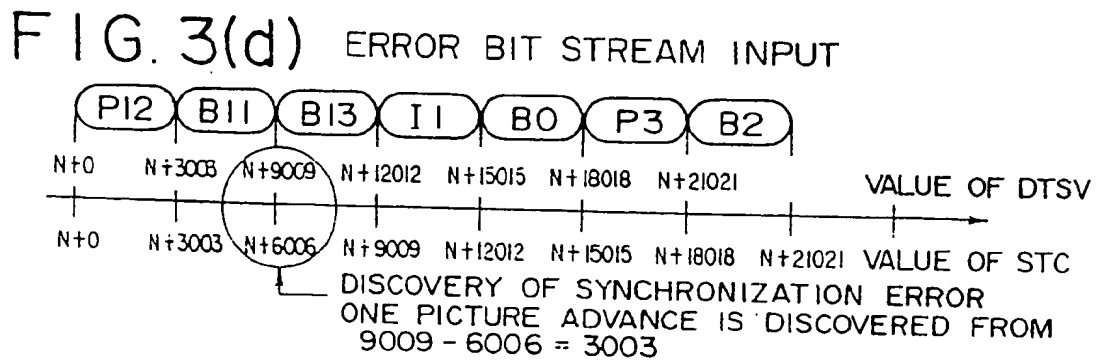 FIG. 3(d) ERROR BIT STREAM INPUT
P12 B11 B13 I1 B0 P3 B2
N+0 N+3003 N+9009 N+12012 N+15015 N+18018 N+21021 VALUE OF DTSV
N+0 N+3003 N+6006 N+9009 N+12012 N+15015 N+18018 N+21021 VALUE OF STC
DISCOVERY OF SYNCHRONIZATION ERROR
ONE PICTURE ADVANCE IS DISCOVERED FROM
9009 - 6006 = 3003